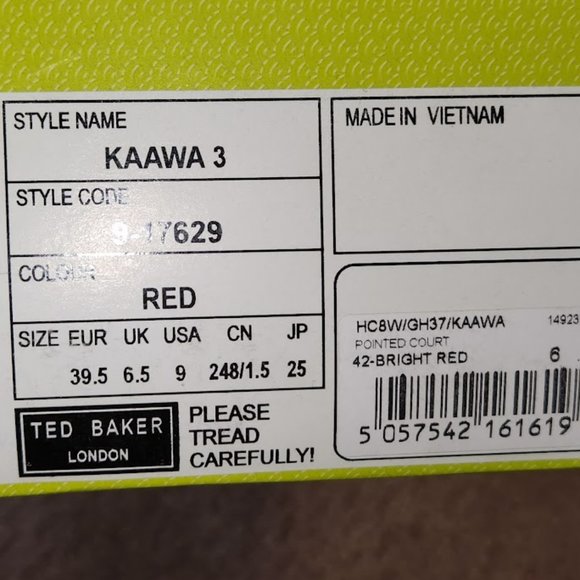 STYLE NAME
KAAWA 3
STYLE CODE
9-17629
COLOUR
RED
SIZE EUR UK USA CN JP
39.5 6.5 9 248/1.5 25
TED BAKER
LONDON
PLEASE
TREAD
CAREFULLY!
MADE IN VIETNAM
HC8W/GH37/KAAWA 14923
POINTED COURT
42-BRIGHT RED 6
5 057542 161619